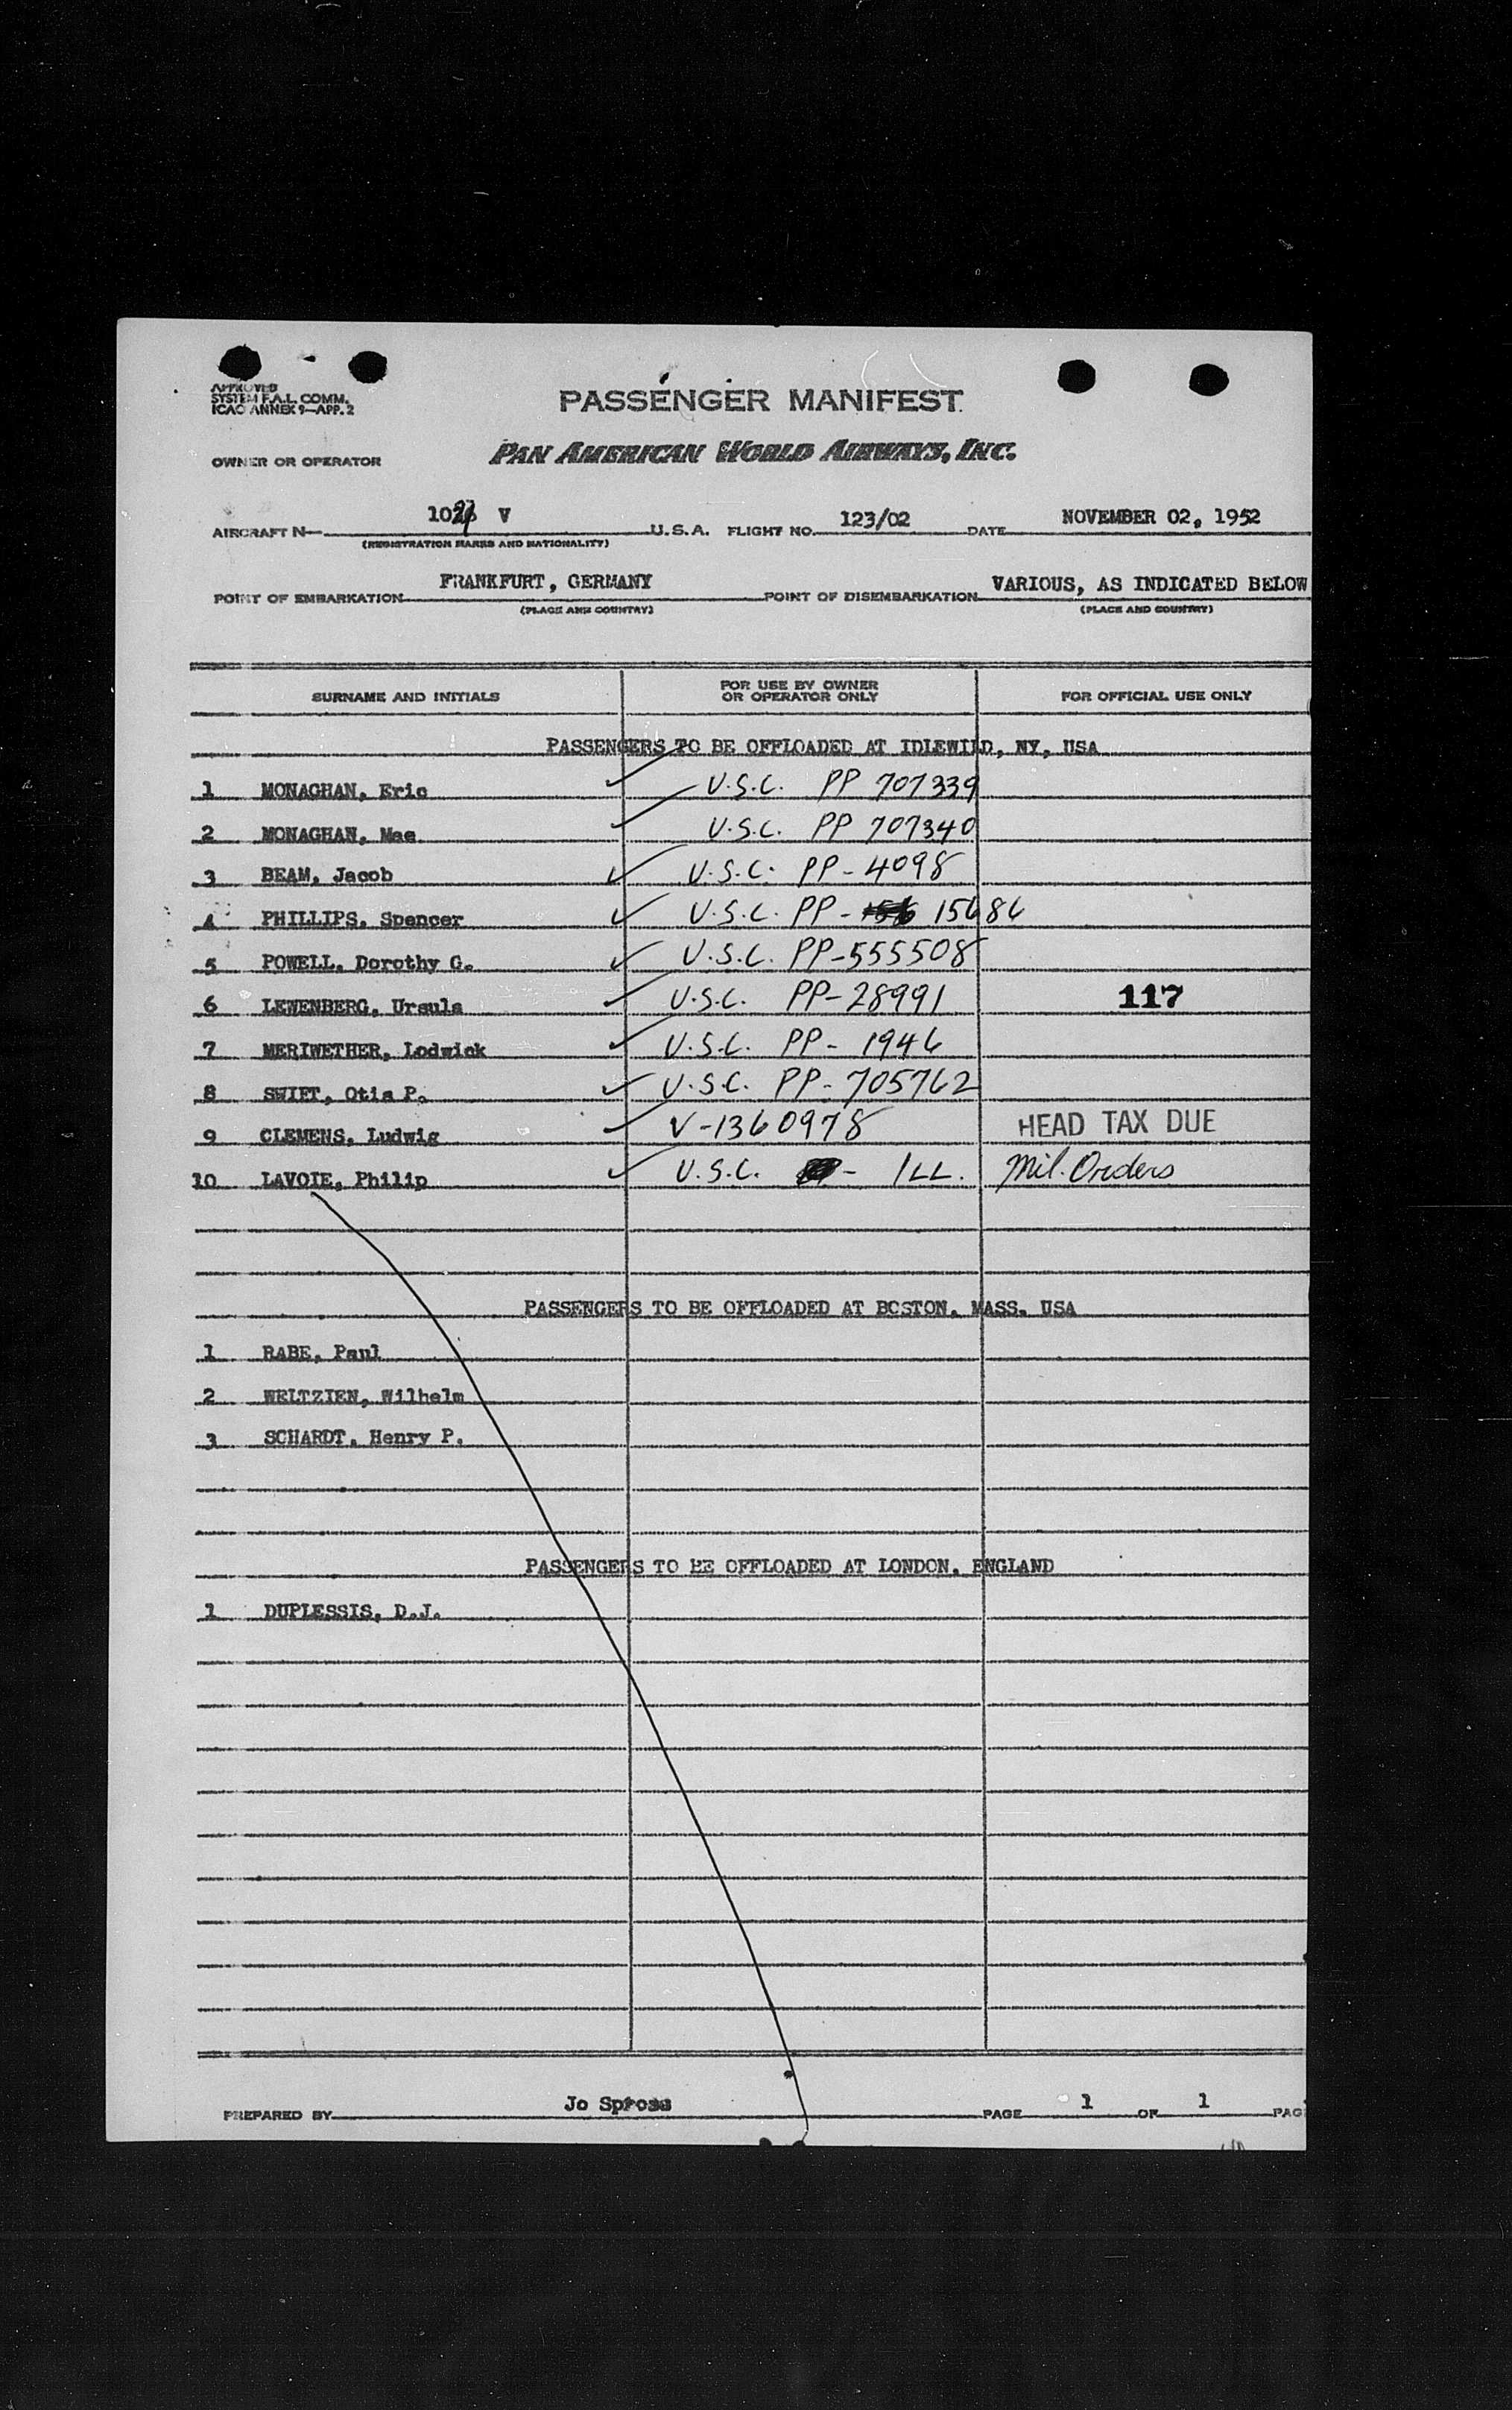 APPROVED
SYSTEM F.A.L. COMM.
ICAO ANNEX 9—APP. 2
PASSENGER MANIFEST
OWNER OR OPERATOR PAN AMERICAN WORLD AIRWAYS, INC.
AIRCRAFT N— 102 V U.S.A. FLIGHT NO. 123/02 DATE NOVEMBER 02, 1952
(REGISTRATION MARKS AND NATIONALITY)
POINT OF EMBARKATION FRANKFURT, GERMANY POINT OF DISEMBARKATION VARIOUS, AS INDICATED BELOW
(PLACE AND COUNTRY) (PLACE AND COUNTRY)
SURNAME AND INITIALS FOR USE BY OWNER OR OPERATOR ONLY FOR OFFICIAL USE ONLY
PASSENGERS TO BE OFFLOADED AT IDLEWILD, NY, USA
1 MONAGHAN, Eric U.S.C. PP 707339
2 MONAGHAN, Mae U.S.C. PP 707340
3 BEAM, Jacob U.S.C. PP-4098
4 PHILLIPS, Spencer U.S.C. PP- 15686
5 POWELL, Dorothy G. U.S.C. PP-555508
6 LEWENBERG, Ursula U.S.C. PP-28991 117
7 MERIWETHER, Lodwick U.S.C. PP- 1946
8 SWIFT, Otis P. U.S.C. PP-705762
9 CLEMENS, Ludwig V-1360978 HEAD TAX DUE
10 LAVOIE, Philip U.S.C. - ILL. Mil. Orders
PASSENGERS TO BE OFFLOADED AT BOSTON, MASS. USA
1 RABE, Paul
2 WELTZIEN, Wilhelm
3 SCHARDT, Henry P.
PASSENGERS TO BE OFFLOADED AT LONDON, ENGLAND
1 DUPLESSIS, D.J.
PREPARED BY Jo PAGE 1 OF 1 PAG